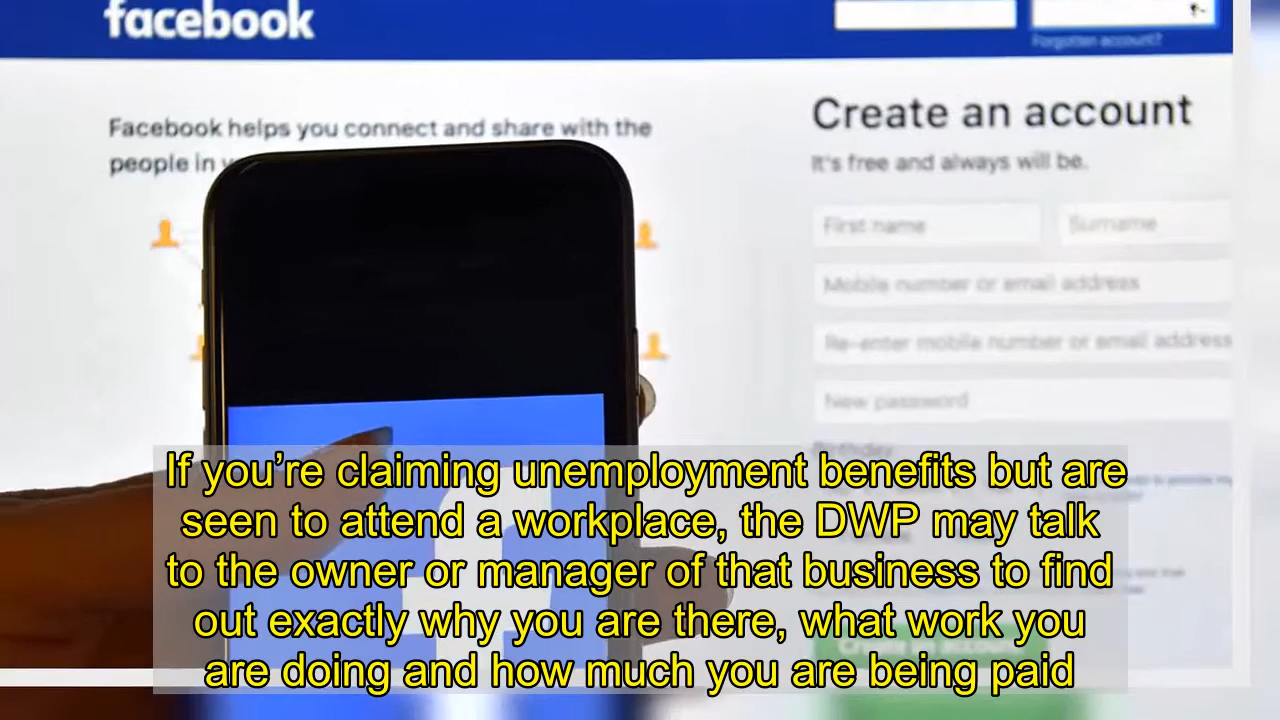 facebook
Forgotten account?
Facebook helps you connect and share with the
people in
Create an account
It's free and always will be.
First name
Surname
Mobile number or email address
Re-enter mobile number or email address
New password
Birthday
If you’re claiming unemployment benefits but are
seen to attend a workplace, the DWP may talk
to the owner or manager of that business to find
out exactly why you are there, what work you
are doing and how much you are being paid